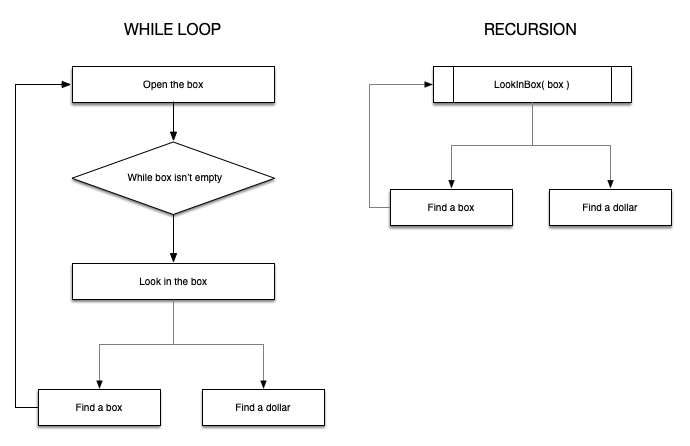 WHILE LOOP
Open the box
While box isn't empty
Look in the box
Find a box
Find a dollar
RECURSION
LookInBox( box )
Find a box
Find a dollar